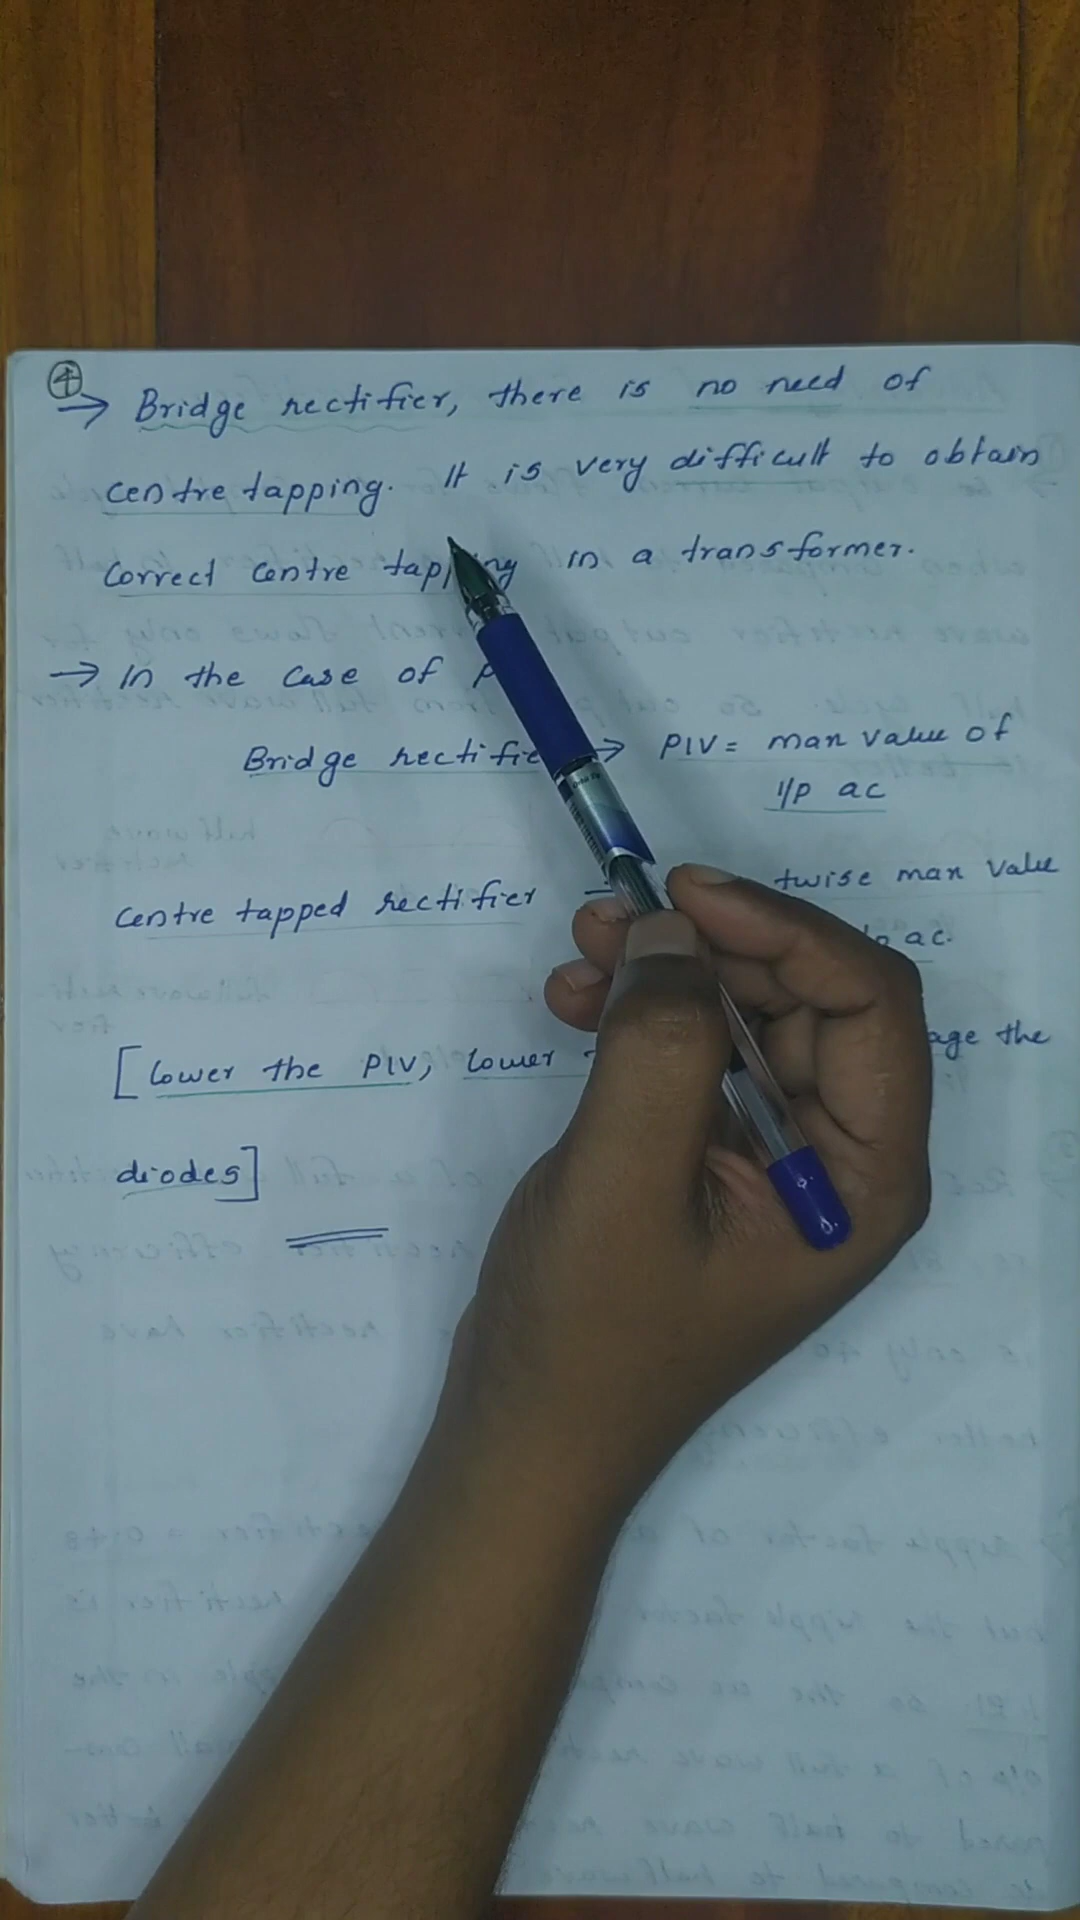 ④
→ Bridge rectifier, there is no need of
centre tapping. It is very difficult to obtain
correct centre tapping in a transformer.
→ In the case of
Bridge rectifie → PIV = max value of
i/p ac
centre tapped rectifier twise max value
ac.
[lower the PIV, lower the
diodes]